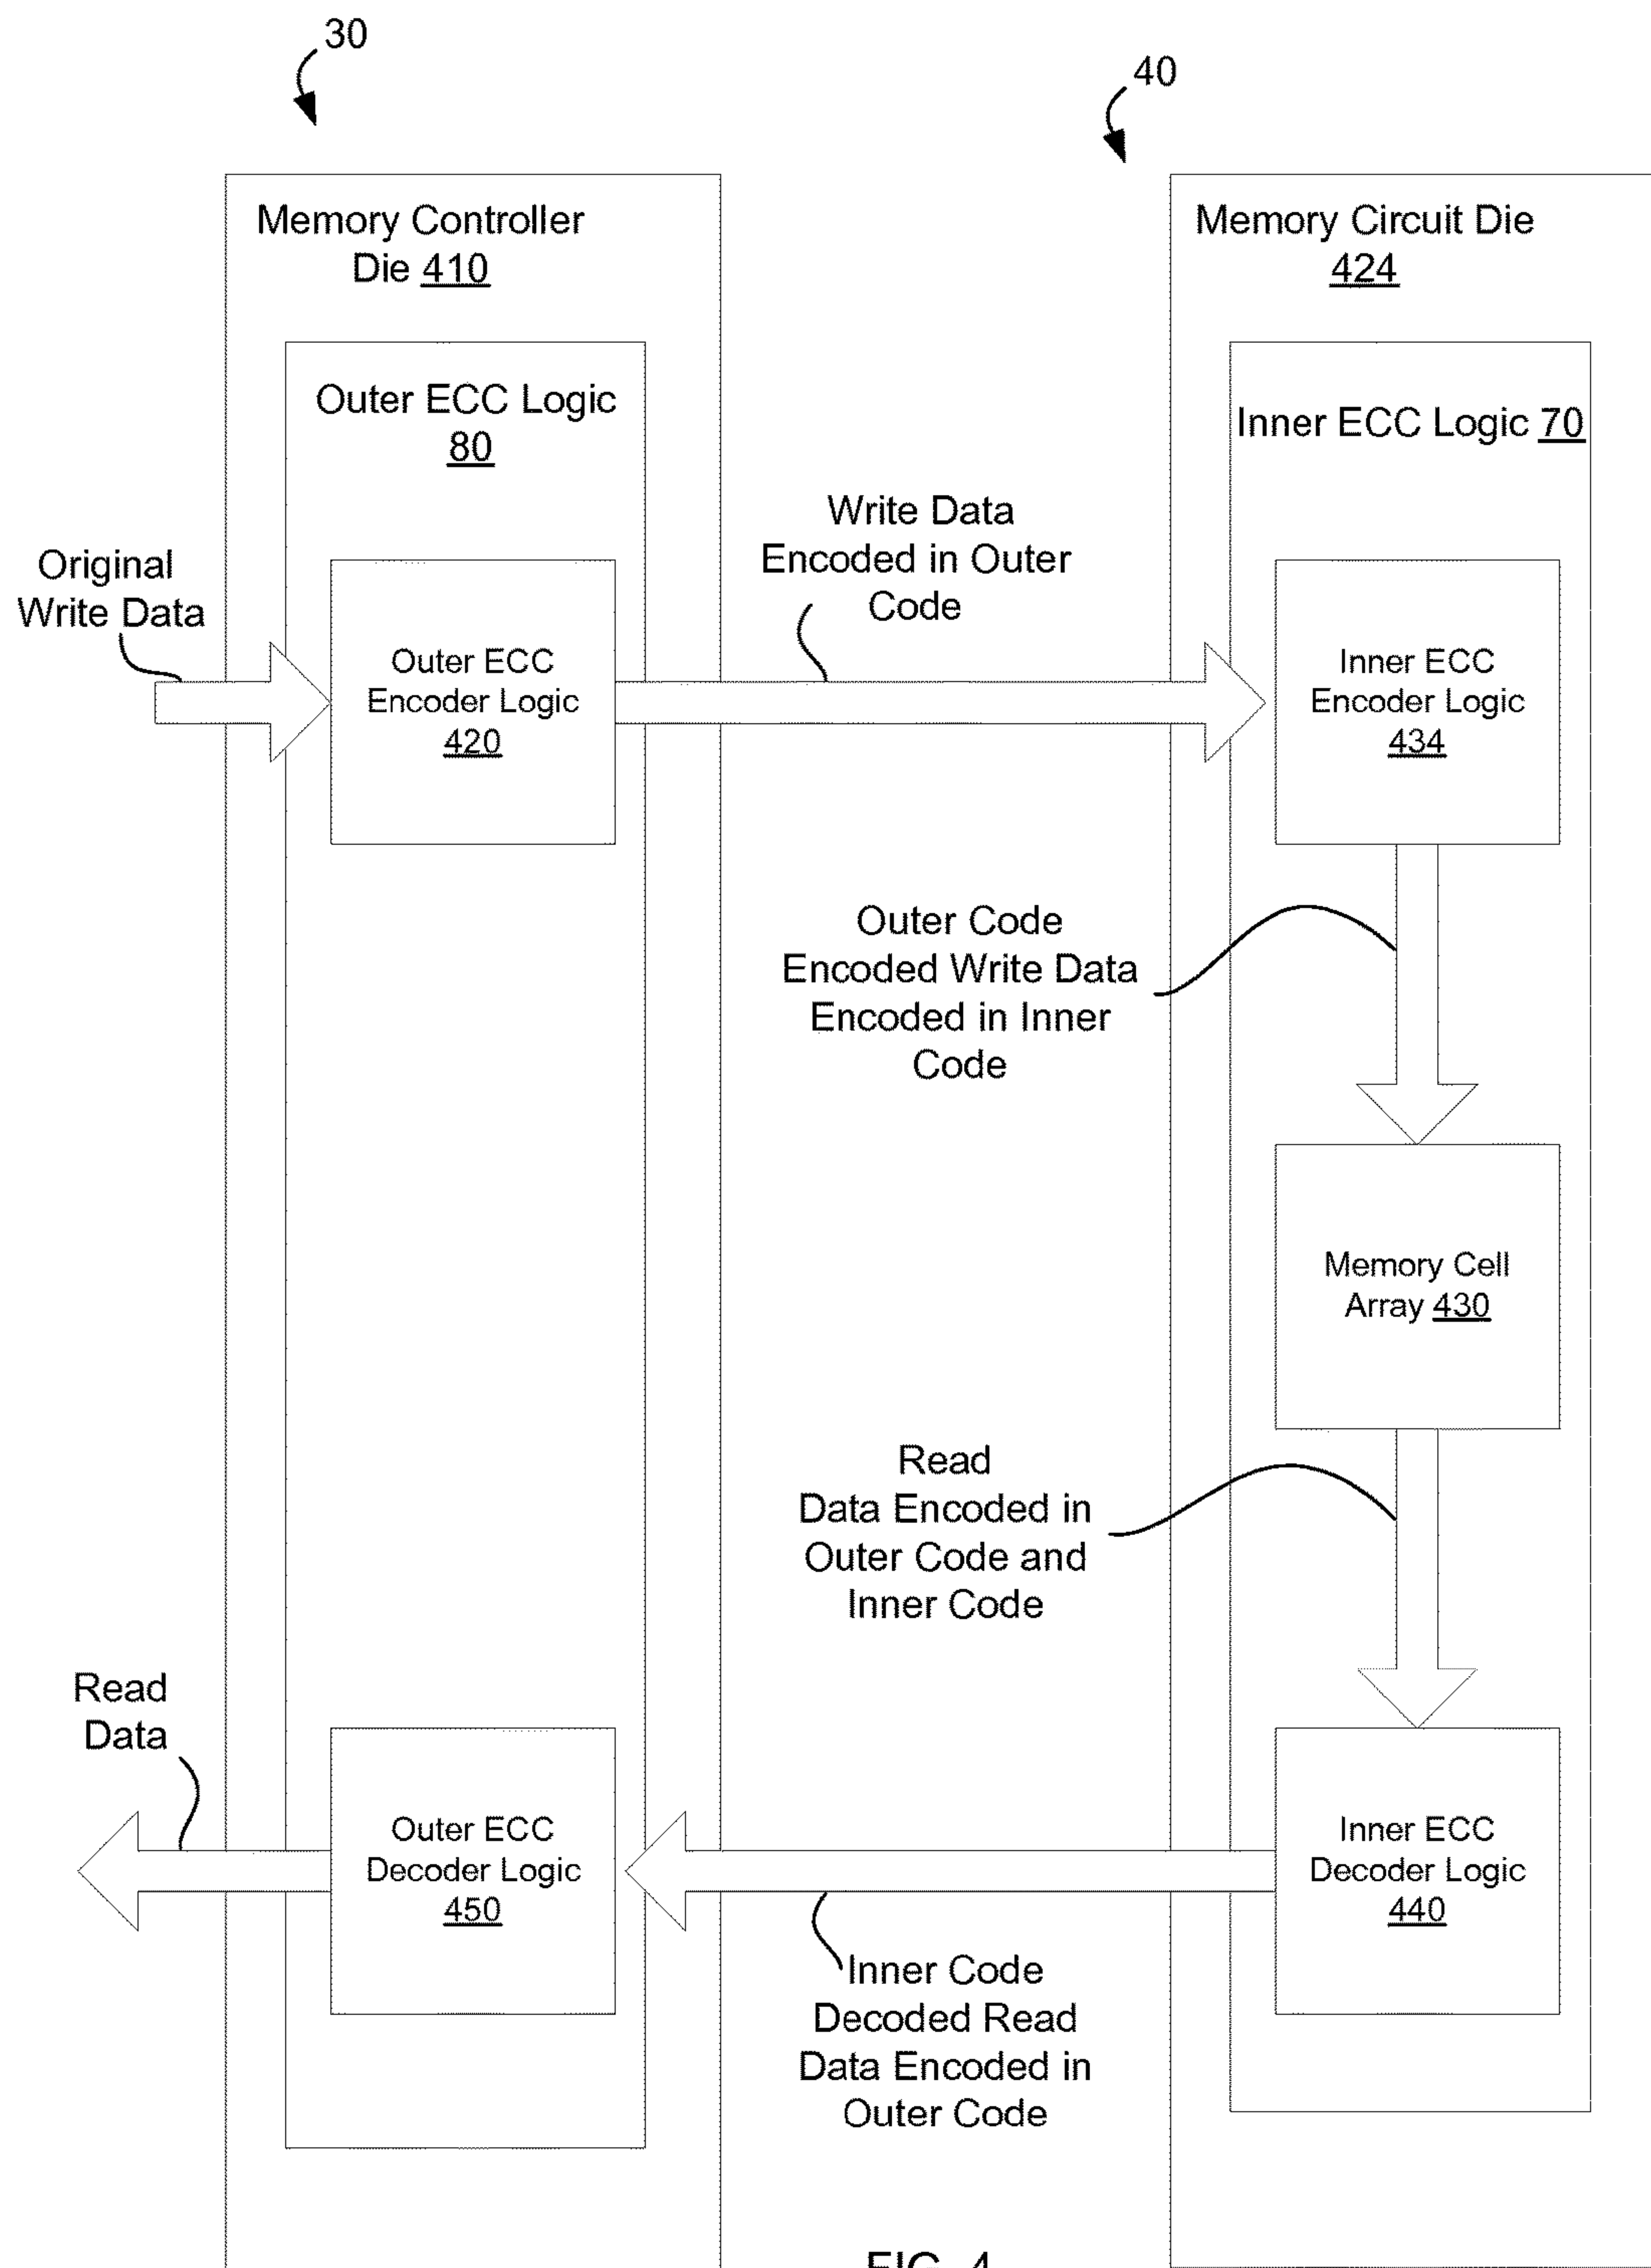 30
40
Memory Controller
Die 410
Memory Circuit Die
424
Outer ECC Logic
80
Inner ECC Logic 70
Original
Write Data
Outer ECC
Encoder Logic
420
Write Data
Encoded in Outer
Code
Inner ECC
Encoder Logic
434
Outer Code
Encoded Write Data
Encoded in Inner
Code
Memory Cell
Array 430
Read
Data Encoded in
Outer Code and
Inner Code
Read
Data
Outer ECC
Decoder Logic
450
Inner ECC
Decoder Logic
440
Inner Code
Decoded Read
Data Encoded in
Outer Code
FIG. 4